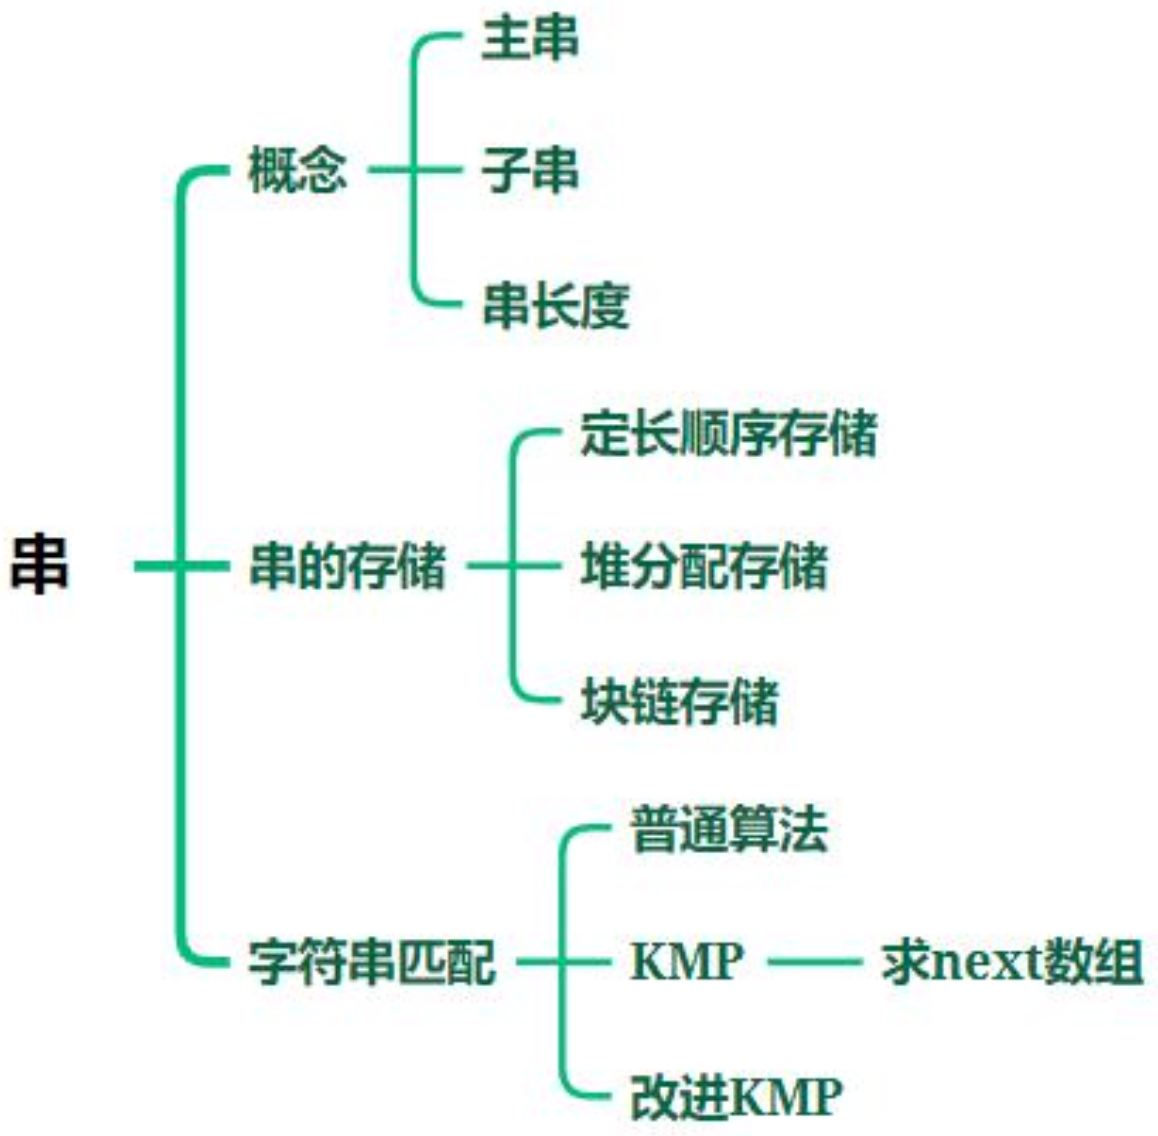 串
概念
主串
子串
串长度
串的存储
定长顺序存储
堆分配存储
块链存储
字符串匹配
普通算法
KMP
求next数组
改进KMP